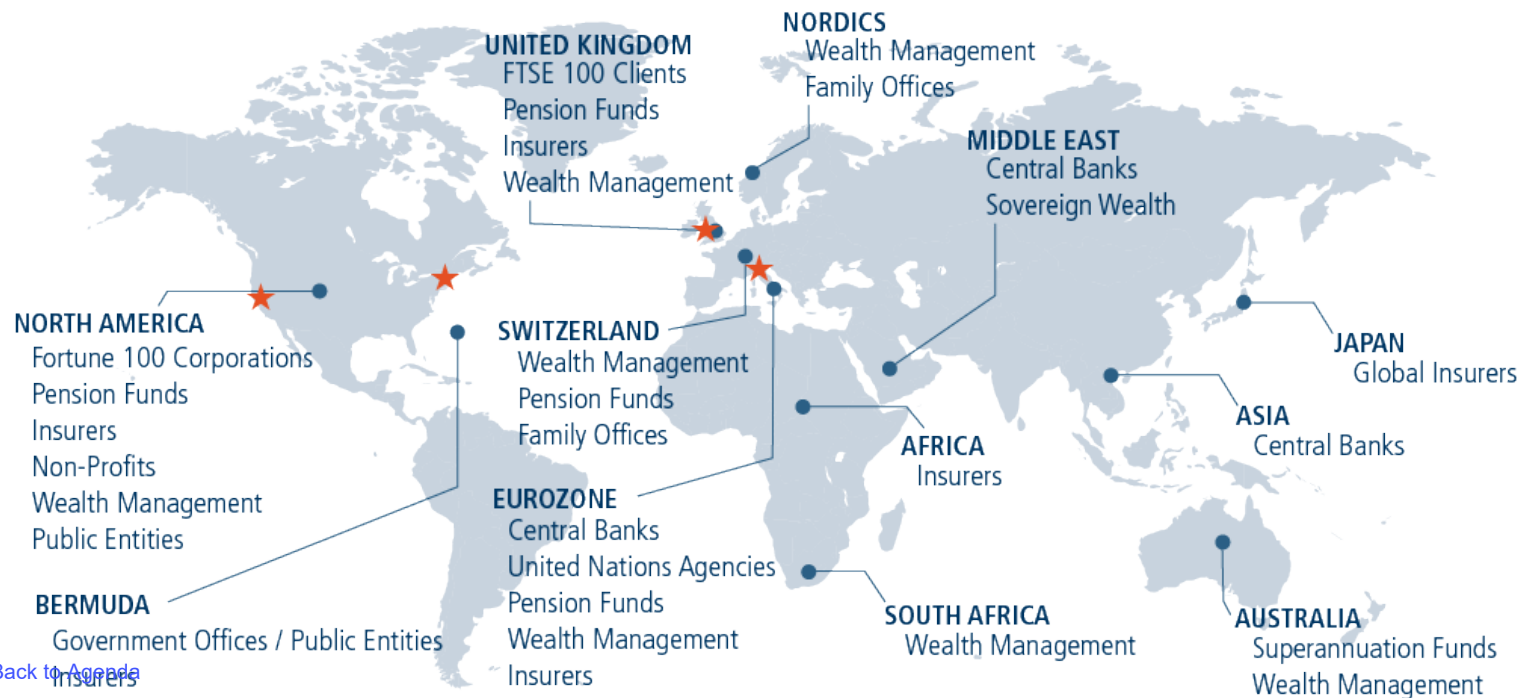 NORDICS
Wealth Management
Family Offices
UNITED KINGDOM
FTSE 100 Clients
Pension Funds
Insurers
Wealth Management
MIDDLE EAST
Central Banks
Sovereign Wealth
NORTH AMERICA
Fortune 100 Corporations
Pension Funds
Insurers
Non-Profits
Wealth Management
Public Entities
SWITZERLAND
Wealth Management
Pension Funds
Family Offices
JAPAN
Global Insurers
ASIA
Central Banks
AFRICA
Insurers
EUROZONE
Central Banks
United Nations Agencies
Pension Funds
Wealth Management
Insurers
BERMUDA
Government Offices / Public Entities
Insurers
Back to Agenda
SOUTH AFRICA
Wealth Management
AUSTRALIA
Superannuation Funds
Wealth Management